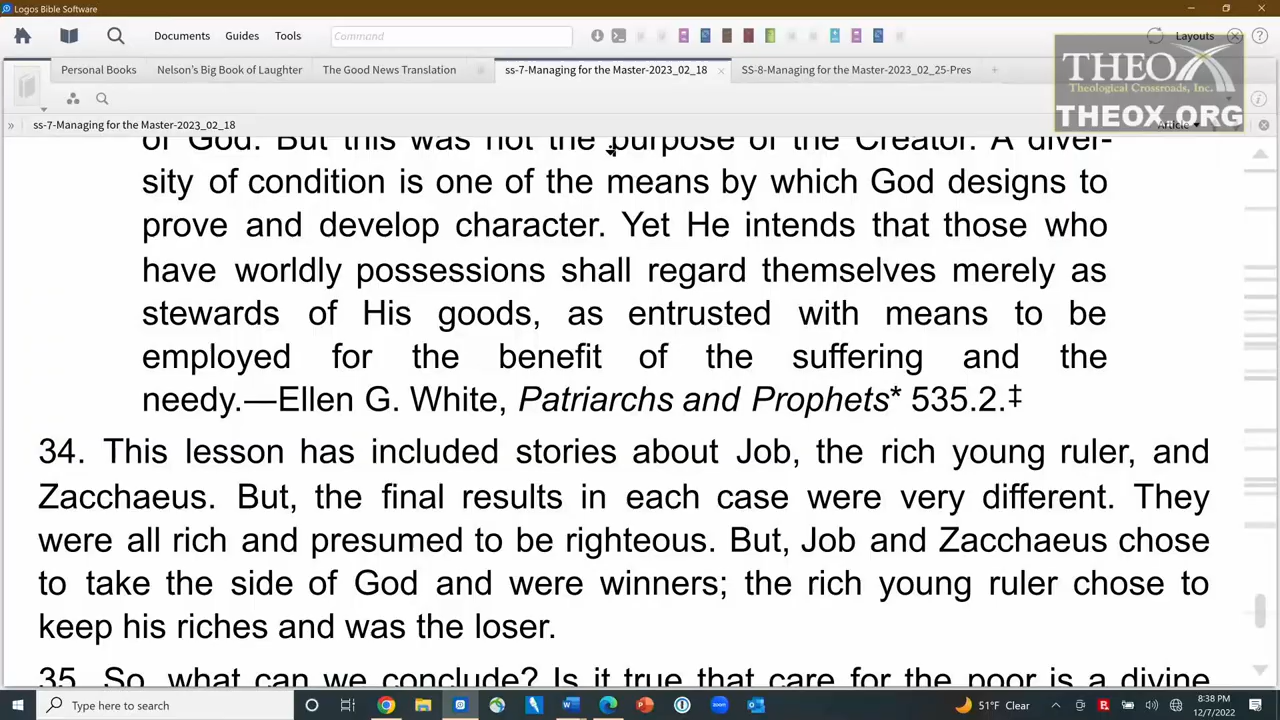 Logos Bible Software
Documents Guides Tools Command Layouts
Personal Books Nelson's Big Book of Laughter The Good News Translation ss-7-Managing for the Master-2023_02_18 SS-8-Managing for the Master-2023_02_25-Pres
THEOX
Theological Crossroads, Inc.
THEOX.ORG
ss-7-Managing for the Master-2023_02_18 Article
of God. But this was not the purpose of the Creator. A diver-
sity of condition is one of the means by which God designs to
prove and develop character. Yet He intends that those who
have worldly possessions shall regard themselves merely as
stewards of His goods, as entrusted with means to be
employed for the benefit of the suffering and the
needy.—Ellen G. White, Patriarchs and Prophets* 535.2.‡
34. This lesson has included stories about Job, the rich young ruler, and
Zacchaeus. But, the final results in each case were very different. They
were all rich and presumed to be righteous. But, Job and Zacchaeus chose
to take the side of God and were winners; the rich young ruler chose to
keep his riches and was the loser.
35. So, what can we conclude? Is it true that care for the poor is a divine
Type here to search 51°F Clear 8:38 PM
12/7/2022